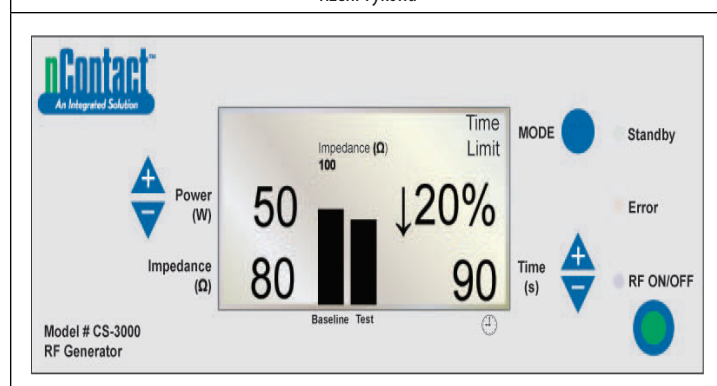 nContact™
An Integrated Solution
Power
(W)
50
Impedance
(Ω)
80
Impedance (Ω)
100
Baseline Test
Time
Limit
↓20%
90
MODE
Time
(s)
Standby
Error
RF ON/OFF
Model # CS-3000
RF Generator